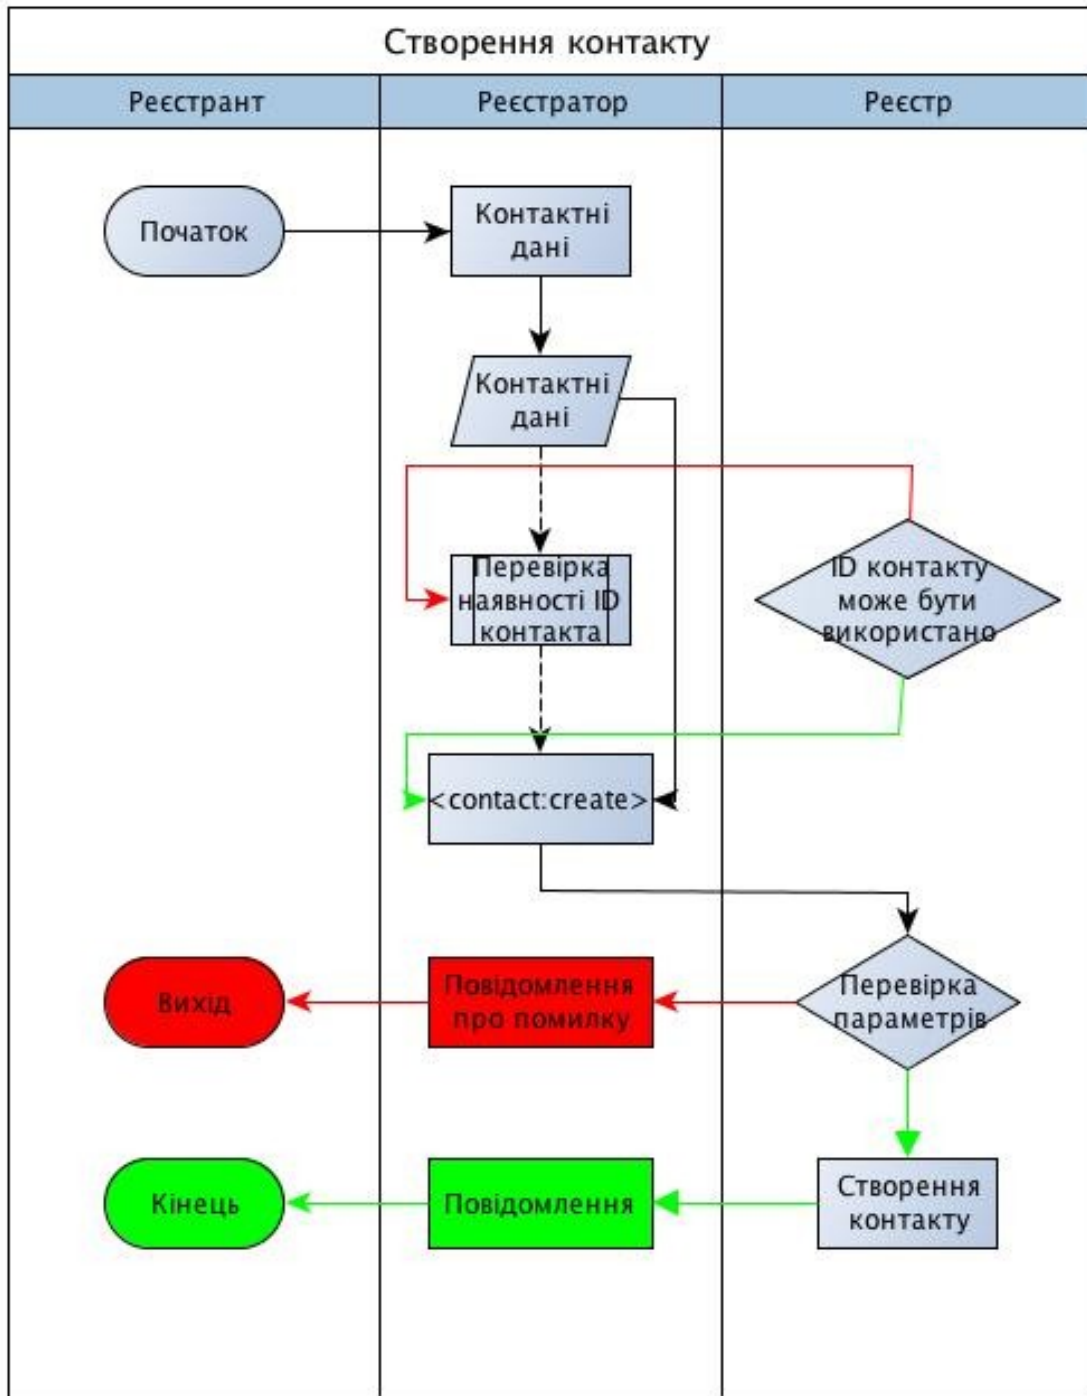 Створення контакту
Реєстрант
Реєстратор
Реєстр
Початок
Контактні
дані
Контактні
дані
Перевірка
наявності ID
контакта
ID контакту
може бути
використано
<contact:create>
Вихід
Повідомлення
про помилку
Перевірка
параметрів
Кінець
Повідомлення
Створення
контакту